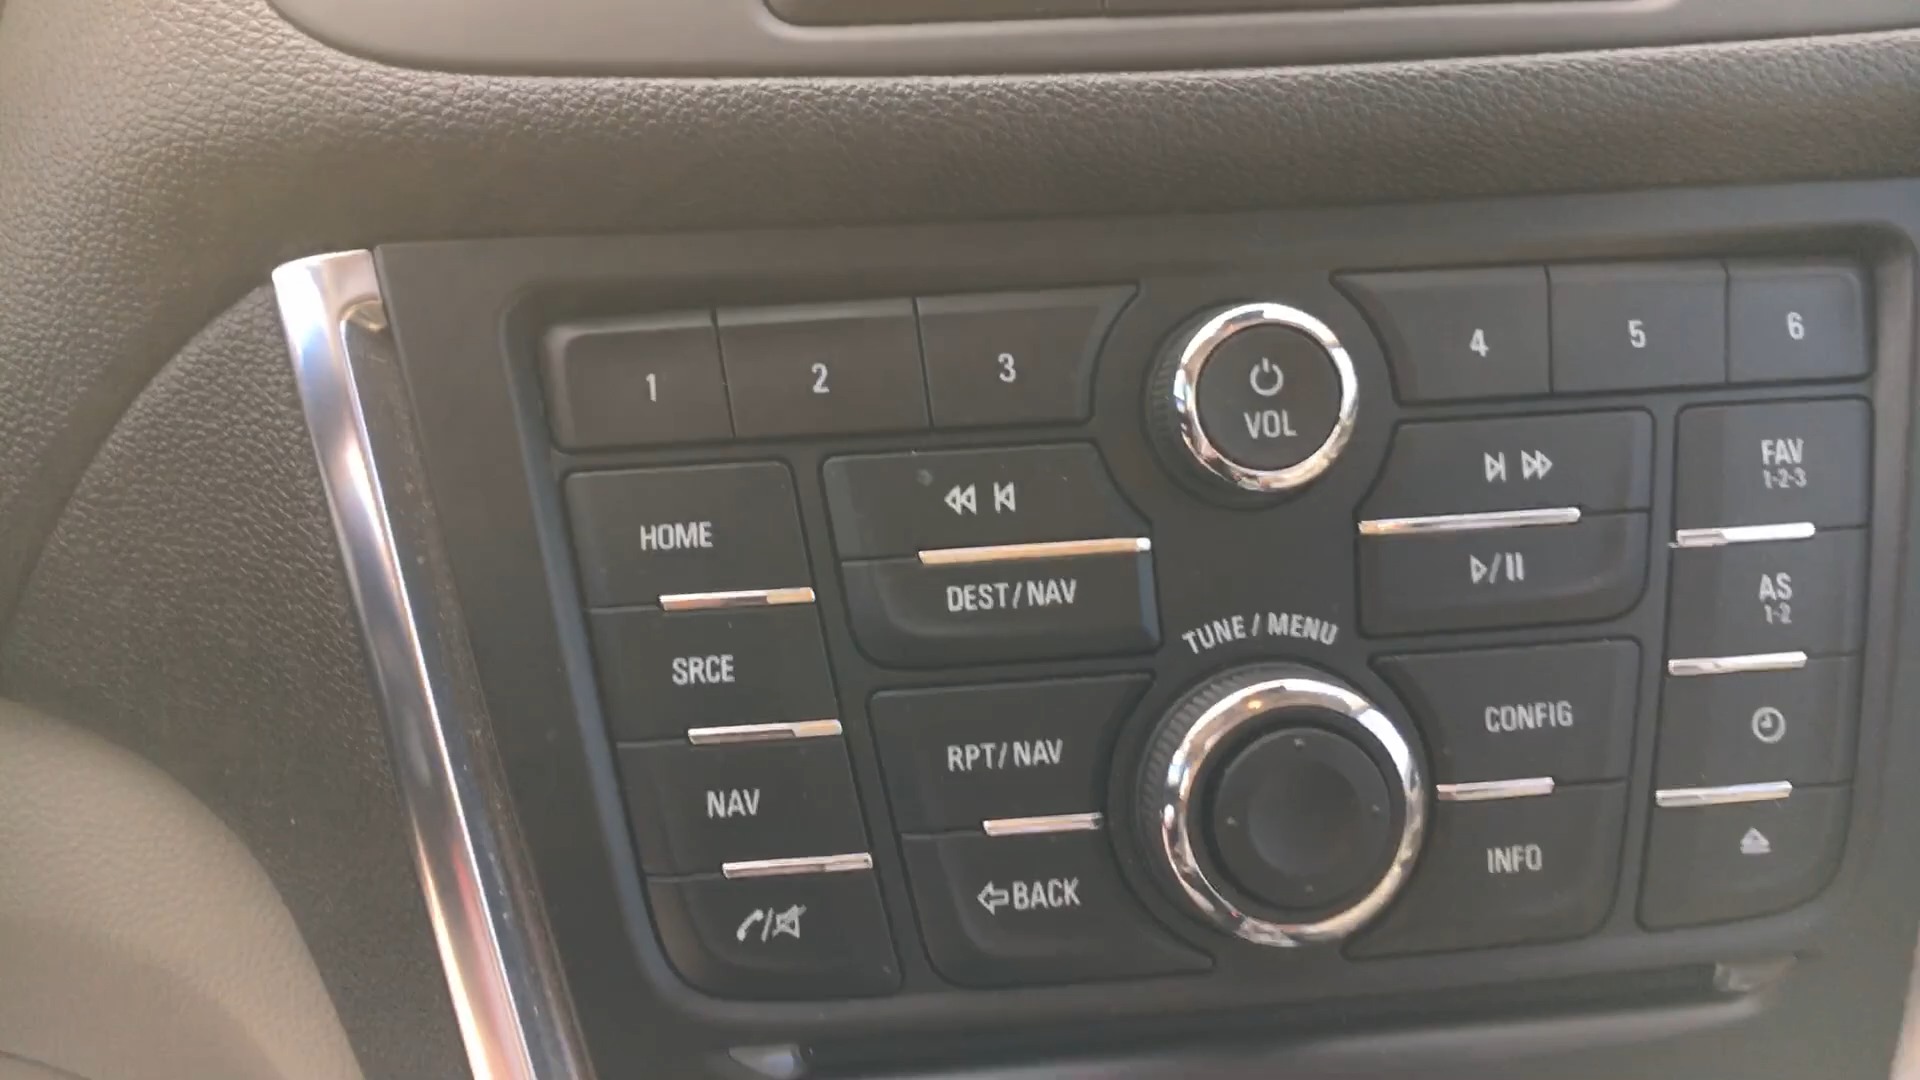 1
2
3
VOL
4
5
6
HOME
DEST/NAV
FAV
1-2-3
SRCE
TUNE / MENU
AS
1-2
NAV
RPT/NAV
CONFIG
BACK
INFO